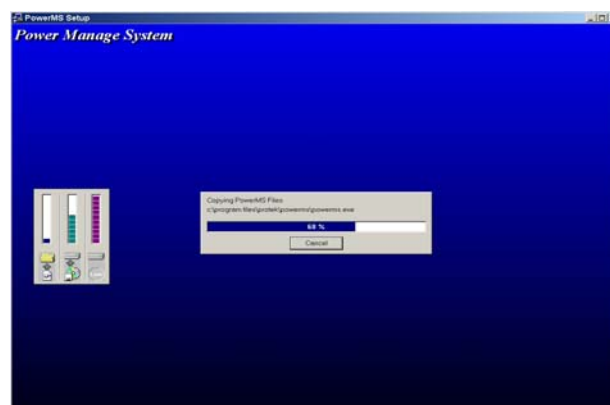 PowerMS Setup
Power Manage System
Copying PowerMS Files
c:\program files\protek\powerms\powerms.exe
68 %
Cancel